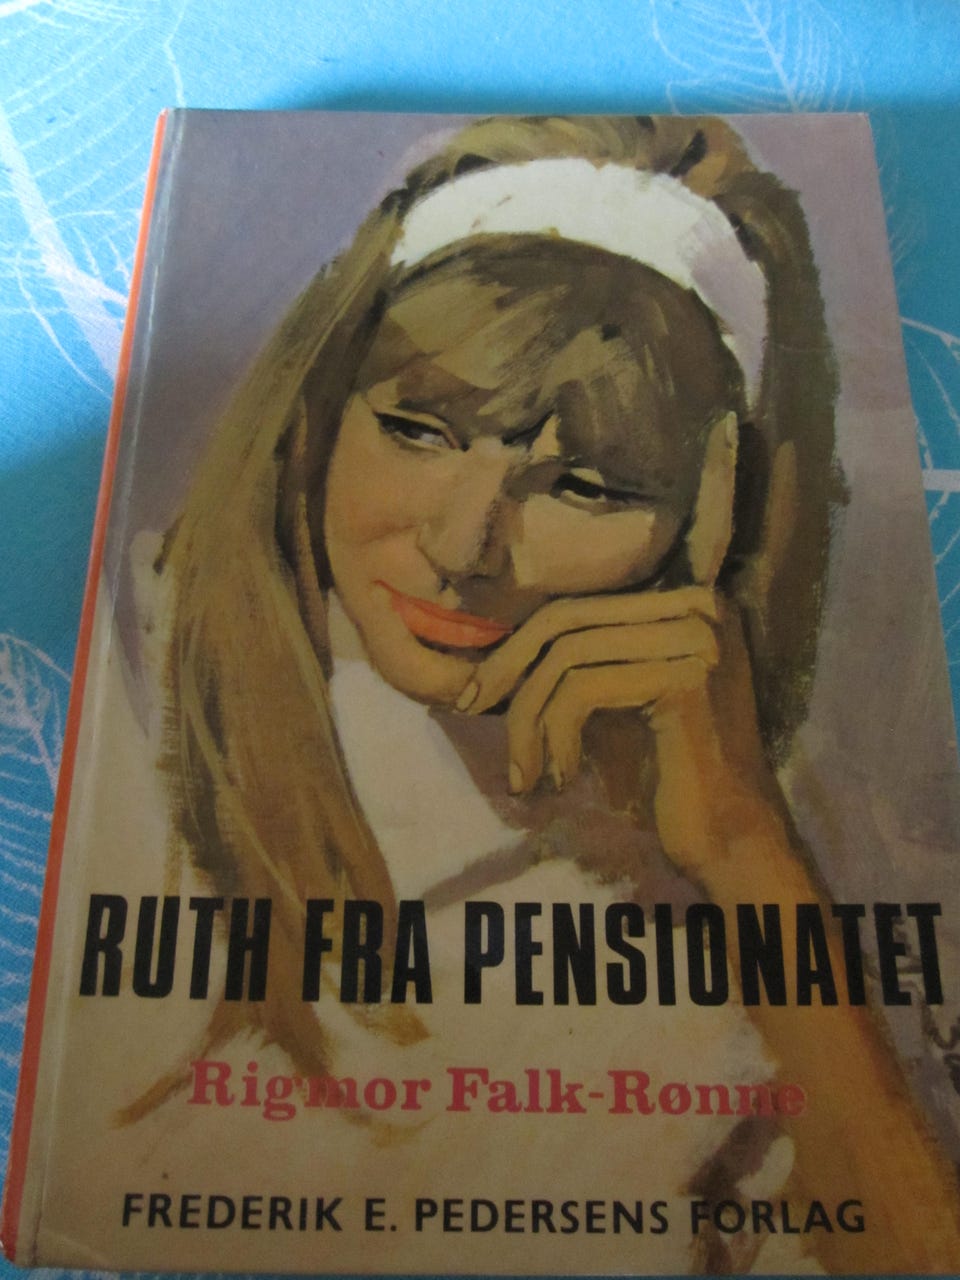 RUTH FRA PENSIONATET
Rigmor Falk-Rønne
FREDERIK E. PEDERSENS FORLAG